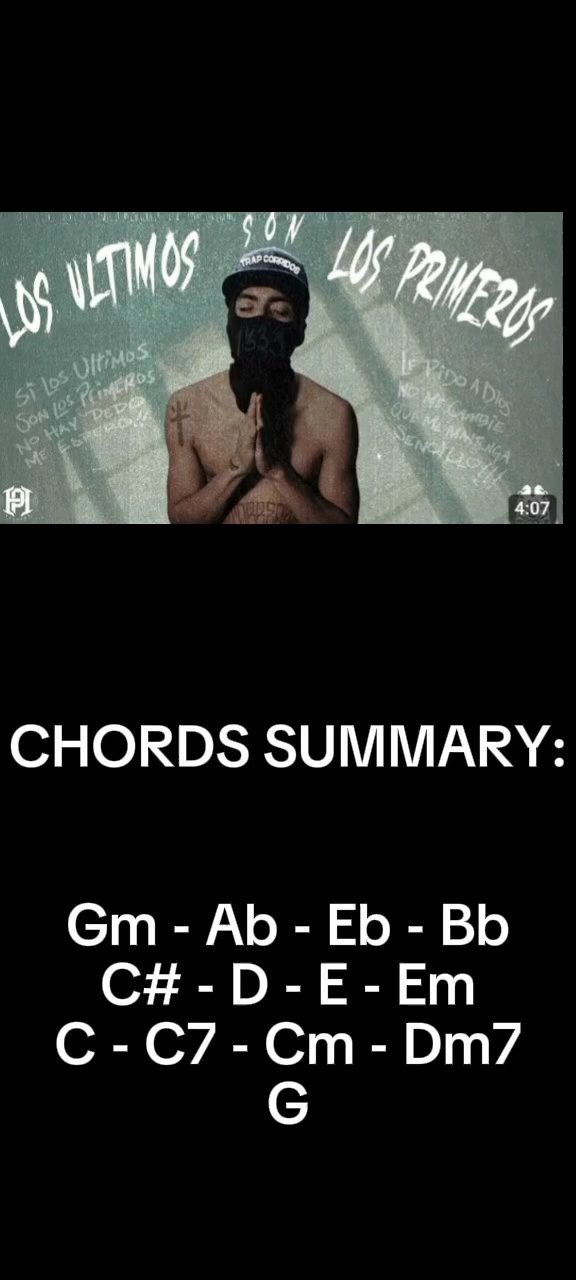 LOS ULTIMOS SON LOS PRIMEROS
TRAP CORRIDOS
Si Los Ultimos
Son Los Primeros
NO HAY PEDO
ME ESPERO!!
LE PIDO A DIOS
NO ME CAMBIE
QUE ME MANTENGA
SENCILLO!!!
4:07
CHORDS SUMMARY:
Gm - Ab - Eb - Bb
C# - D - E - Em
C - C7 - Cm - Dm7
G